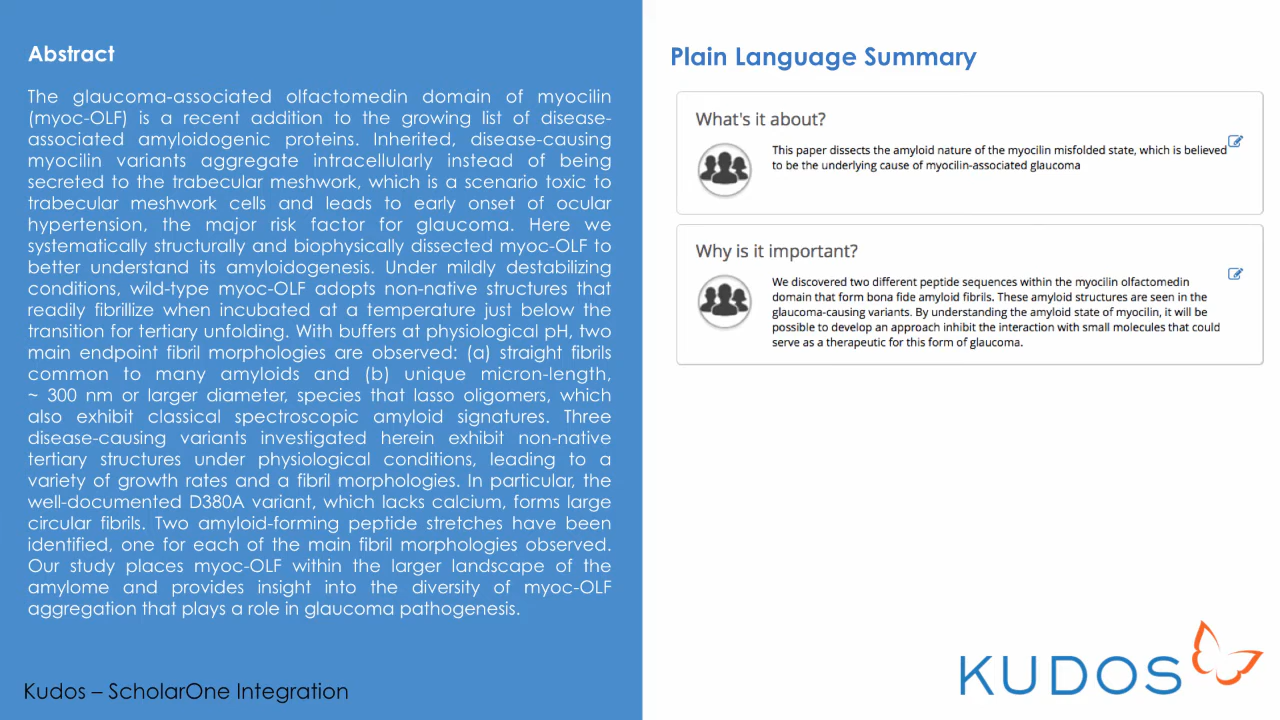 Abstract
The glaucoma-associated olfactomedin domain of myocilin
(myoc-OLF) is a recent addition to the growing list of disease-
associated amyloidogenic proteins. Inherited, disease-causing
myocilin variants aggregate intracellularly instead of being
secreted to the trabecular meshwork, which is a scenario toxic to
trabecular meshwork cells and leads to early onset of ocular
hypertension, the major risk factor for glaucoma. Here we
systematically structurally and biophysically dissected myoc-OLF to
better understand its amyloidogenesis. Under mildly destabilizing
conditions, wild-type myoc-OLF adopts non-native structures that
readily fibrillize when incubated at a temperature just below the
transition for tertiary unfolding. With buffers at physiological pH, two
main endpoint fibril morphologies are observed: (a) straight fibrils
common to many amyloids and (b) unique micron-length,
~ 300 nm or larger diameter, species that lasso oligomers, which
also exhibit classical spectroscopic amyloid signatures. Three
disease-causing variants investigated herein exhibit non-native
tertiary structures under physiological conditions, leading to a
variety of growth rates and a fibril morphologies. In particular, the
well-documented D380A variant, which lacks calcium, forms large
circular fibrils. Two amyloid-forming peptide stretches have been
identified, one for each of the main fibril morphologies observed.
Our study places myoc-OLF within the larger landscape of the
amylome and provides insight into the diversity of myoc-OLF
aggregation that plays a role in glaucoma pathogenesis.
Kudos – ScholarOne Integration
Plain Language Summary
What's it about?
This paper dissects the amyloid nature of the myocilin misfolded state, which is believed
to be the underlying cause of myocilin-associated glaucoma
Why is it important?
We discovered two different peptide sequences within the myocilin olfactomedin
domain that form bona fide amyloid fibrils. These amyloid structures are seen in the
glaucoma-causing variants. By understanding the amyloid state of myocilin, it will be
possible to develop an approach inhibit the interaction with small molecules that could
serve as a therapeutic for this form of glaucoma.
KUDOS